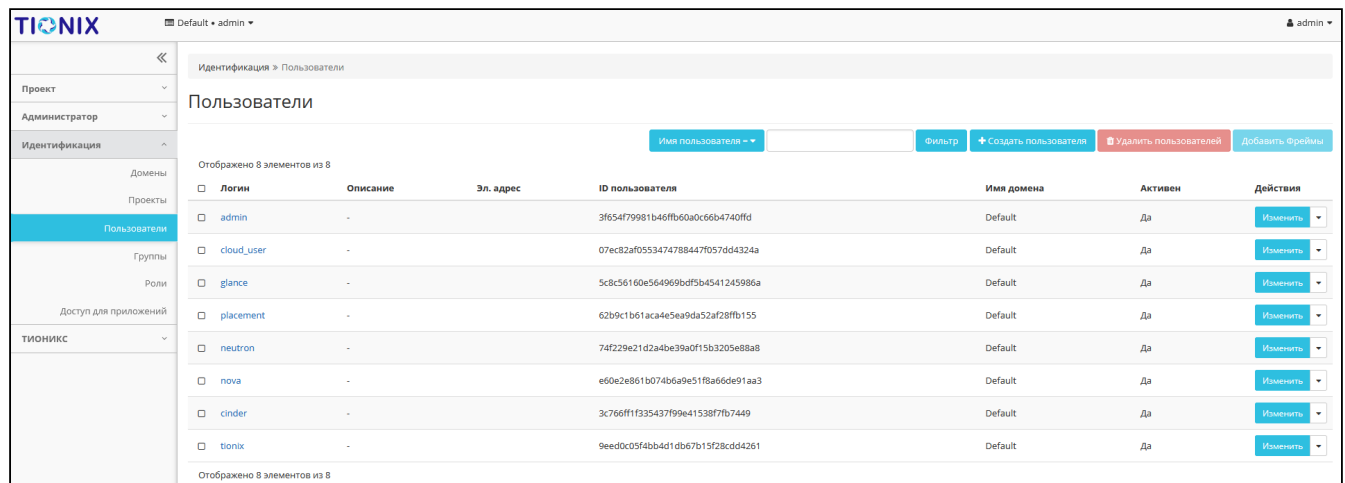 TIONIX
Default • admin
admin
Идентификация » Пользователи
Проект
Администратор
Идентификация
Домены
Проекты
Пользователи
Группы
Роли
Доступ для приложений
ТИОНИКС
Пользователи
Имя пользователя =
Фильтр
Создать пользователя
Удалить пользователей
Добавить Фреймы
Отображено 8 элементов из 8
Логин Описание Эл. адрес ID пользователя Имя домена Активен Действия
admin - 3f654f79981b46ffb60a0c66b4740ffd Default Да Изменить
cloud_user - 07ec82af0553474788447f057dd4324a Default Да Изменить
glance - 5c8c56160e564969bdf5b4541245986a Default Да Изменить
placement - 62b9c1b61aca4e5ea9da52af28ffb155 Default Да Изменить
neutron - 74f229e21d2a4be39a0f15b3205e88a8 Default Да Изменить
nova - e60e2e861b074b6a9e51f8a66de91aa3 Default Да Изменить
cinder - 3c766ff1f335437f99e41538f7fb7449 Default Да Изменить
tionix - 9eed0c05f4bb4d1db67b15f28cdd4261 Default Да Изменить
Отображено 8 элементов из 8